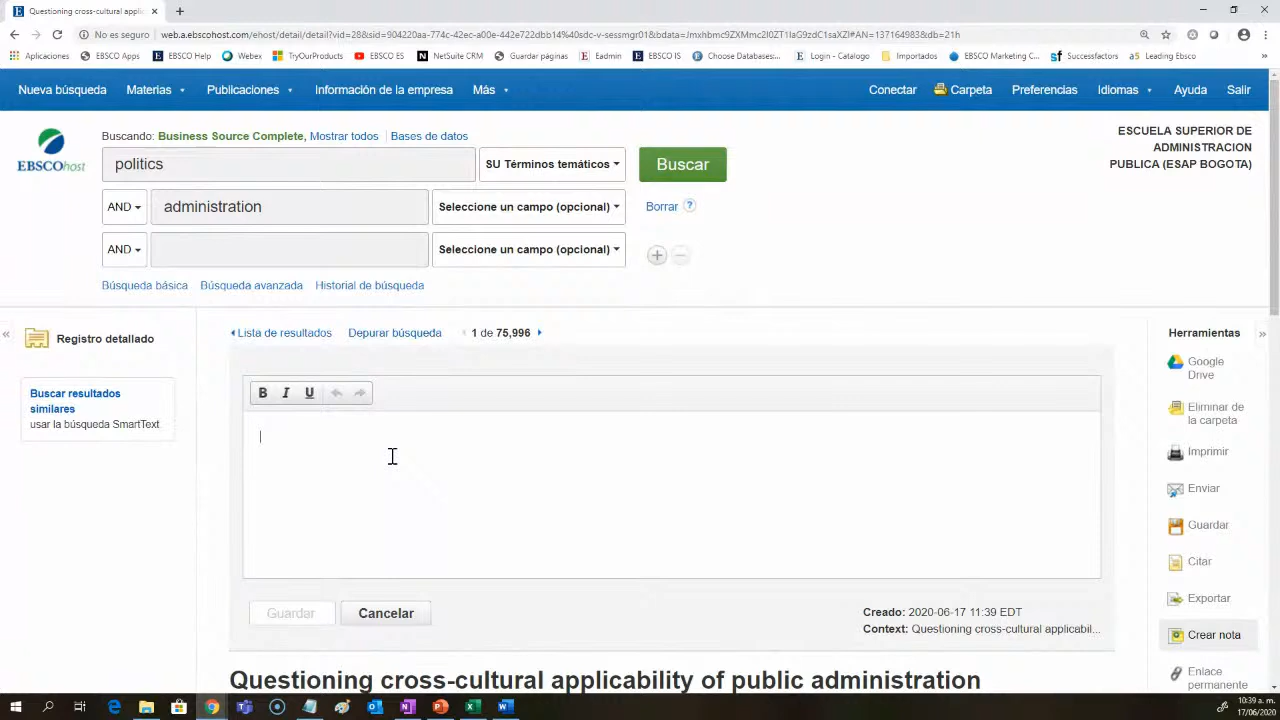 Questioning cross-cultural applic
No es seguro | web.a.ebscohost.com/ehost/detail/detail?vid=28&sid=904220aa-774c-42ec-a00e-442e722dbb14%40sdc-v-sessmgr01&bdata=Jmxhbmc9ZXMmc2l0ZT1laG9zdC1saXZl#AN=137164983&db=21h
Aplicaciones EBSCO Apps EBSCO Help Webex TryOurProducts EBSCO ES NetSuite CRM Guardar páginas Eadmin EBSCO IS Choose Databases:... Login - Catalogo Importados EBSCO Marketing C... Successfactors Leading Ebsco
Nueva búsqueda Materias Publicaciones Información de la empresa Más Conectar Carpeta Preferencias Idiomas Ayuda Salir
EBSCOhost
Buscando: Business Source Complete, Mostrar todos | Bases de datos
politics SU Términos temáticos Buscar
AND administration Seleccione un campo (opcional) Borrar ?
AND Seleccione un campo (opcional) + −
Búsqueda básica Búsqueda avanzada Historial de búsqueda
ESCUELA SUPERIOR DE
ADMINISTRACION
PUBLICA (ESAP BOGOTA)
« Registro detallado
Buscar resultados
similares
usar la búsqueda SmartText
Lista de resultados Depurar búsqueda 1 de 75,996
B I U
Guardar Cancelar
Creado: 2020-06-17 11:39 EDT
Context: Questioning cross-cultural applicabil...
Questioning cross-cultural applicability of public administration
Herramientas »
Google
Drive
Eliminar de
la carpeta
Imprimir
Enviar
Guardar
Citar
Exportar
Crear nota
Enlace
permanente
10:39 a. m.
17/06/2020